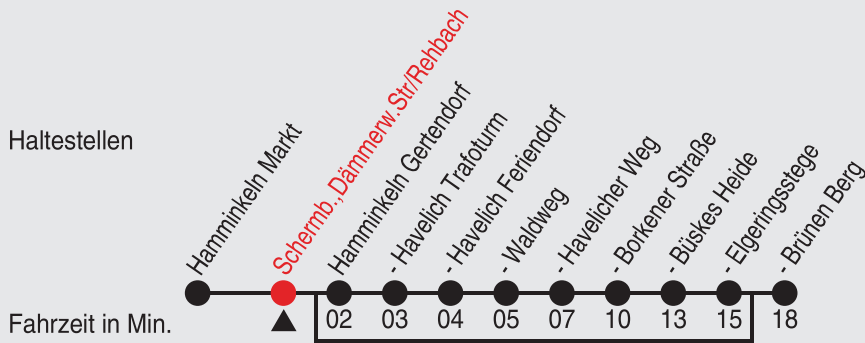 Haltestellen
Hamminkeln Markt
Schermb.,Dämmerw.Str/Rehbach
Hamminkeln Gertendorf
- Havelich Trafoturm
- Havelich Feriendorf
- Waldweg
- Havelicher Weg
- Borkener Straße
- Büskes Heide
- Elgeringsstege
- Brünen Berg
Fahrzeit in Min.
02 03 04 05 07 10 13 15 18